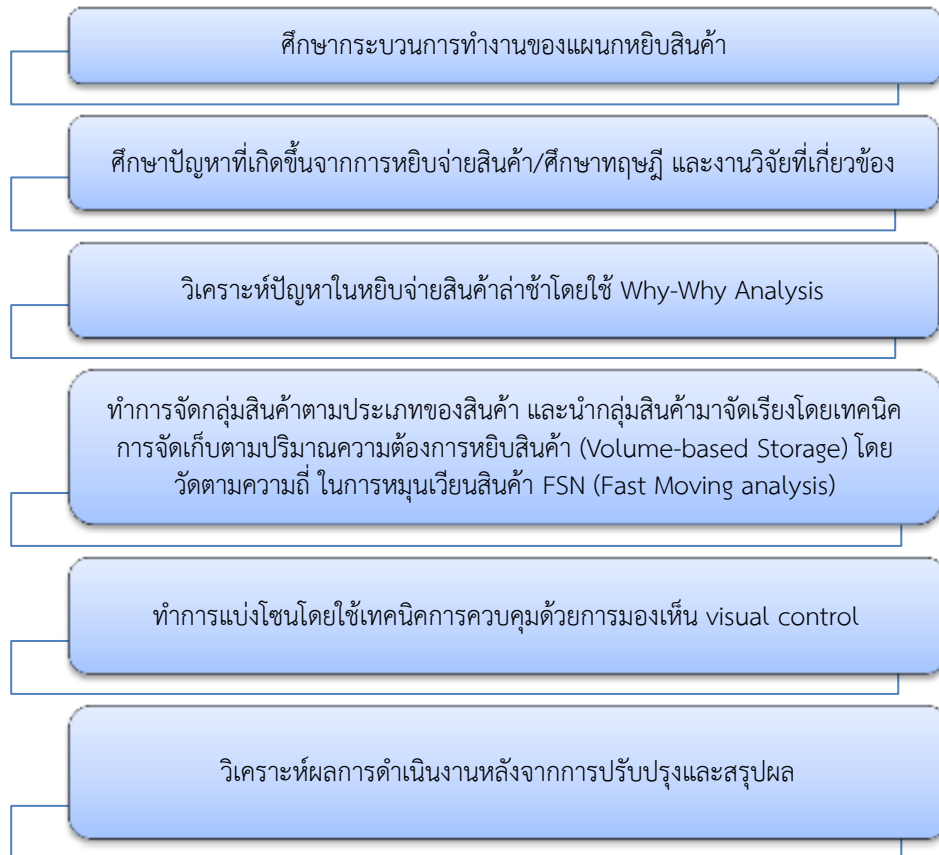 ศึกษากระบวนการทำงานของแผนกหยิบสินค้า
ศึกษาปัญหาที่เกิดขึ้นจากการหยิบจ่ายสินค้า/ศึกษาทฤษฎี และงานวิจัยที่เกี่ยวข้อง
วิเคราะห์ปัญหาในหยิบจ่ายสินค้าล่าช้าโดยใช้ Why-Why Analysis
ทำการจัดกลุ่มสินค้าตามประเภทของสินค้า และนำกลุ่มสินค้ามาจัดเรียงโดยเทคนิค
การจัดเก็บตามปริมาณความต้องการหยิบสินค้า (Volume-based Storage) โดย
วัดตามความถี่ ในการหมุนเวียนสินค้า FSN (Fast Moving analysis)
ทำการแบ่งโซนโดยใช้เทคนิคการควบคุมด้วยการมองเห็น visual control
วิเคราะห์ผลการดำเนินงานหลังจากการปรับปรุงและสรุปผล